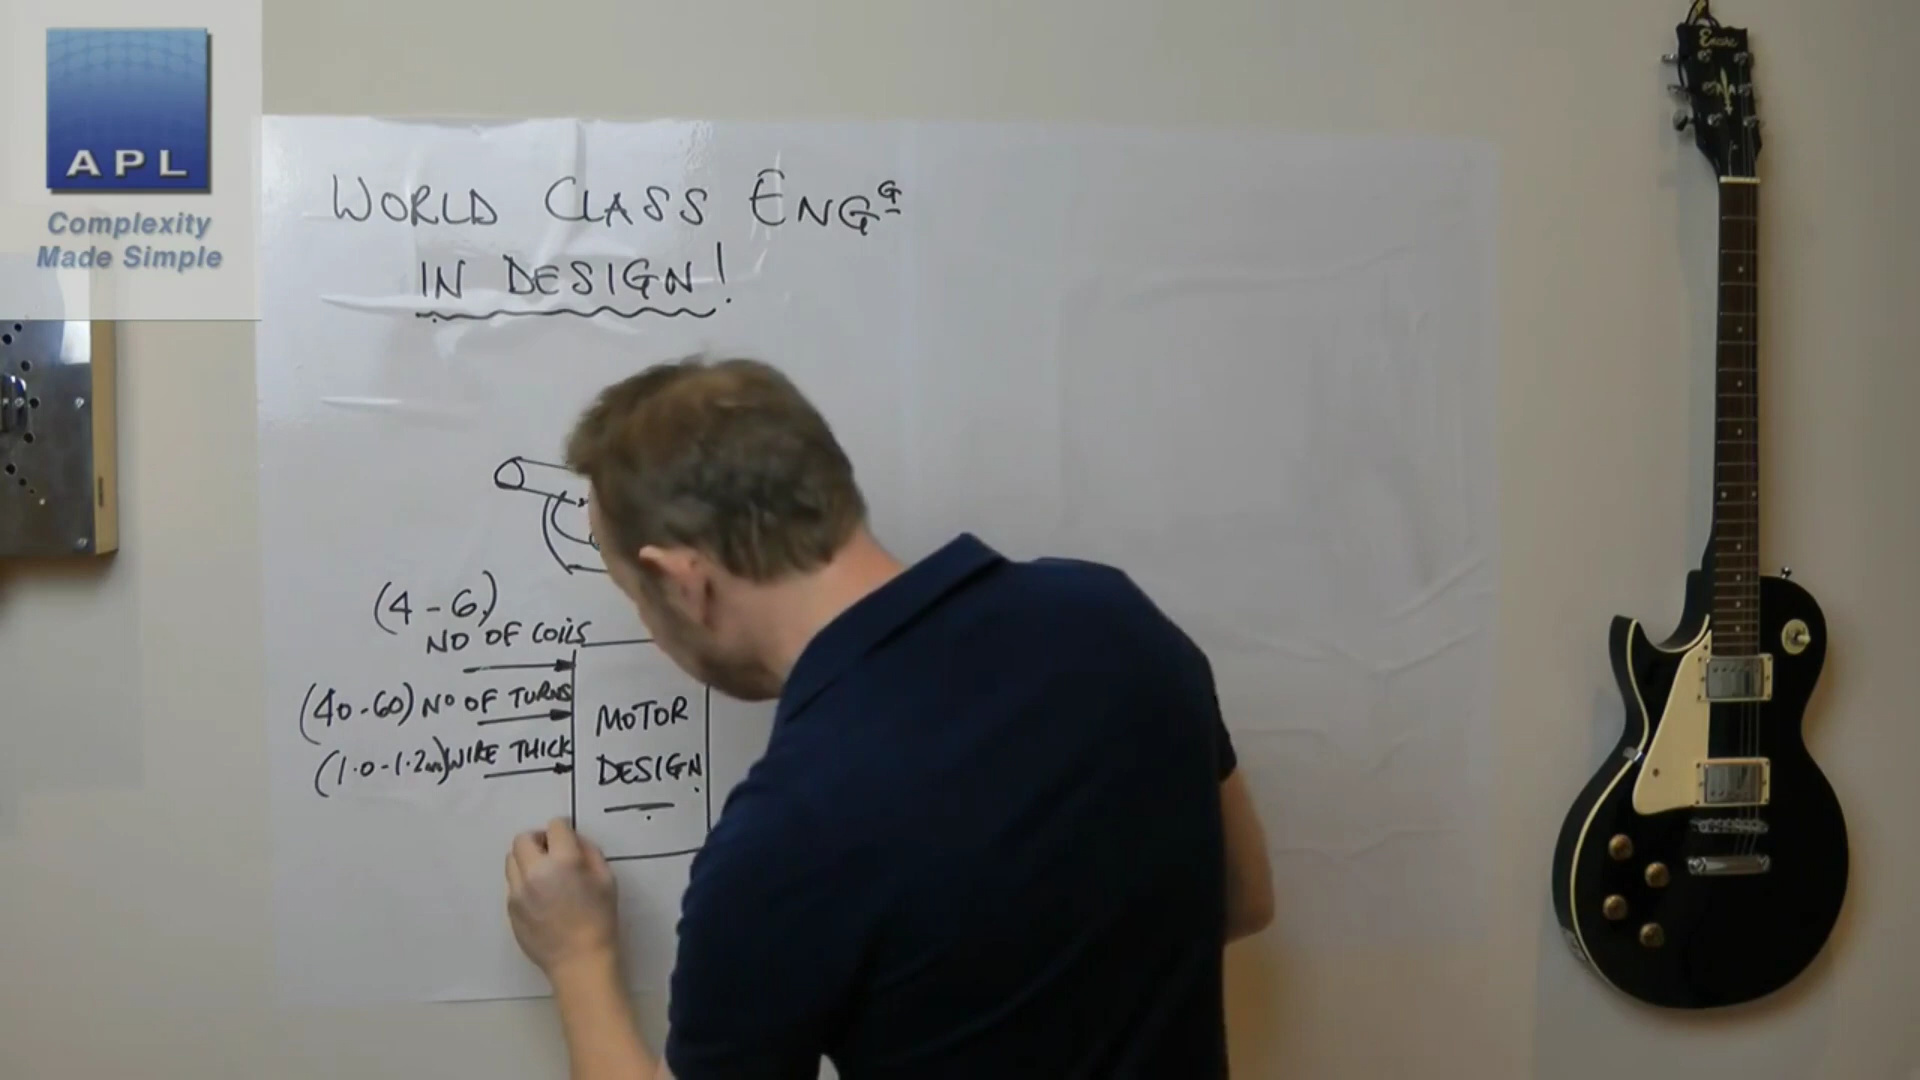 APL
Complexity
Made Simple
WORLD CLASS ENGG
IN DESIGN!
(4-6)
NO OF COILS
(40-60) NO OF TURNS
(1.0-1.2mm) WIRE THICK
MOTOR
DESIGN
Encore